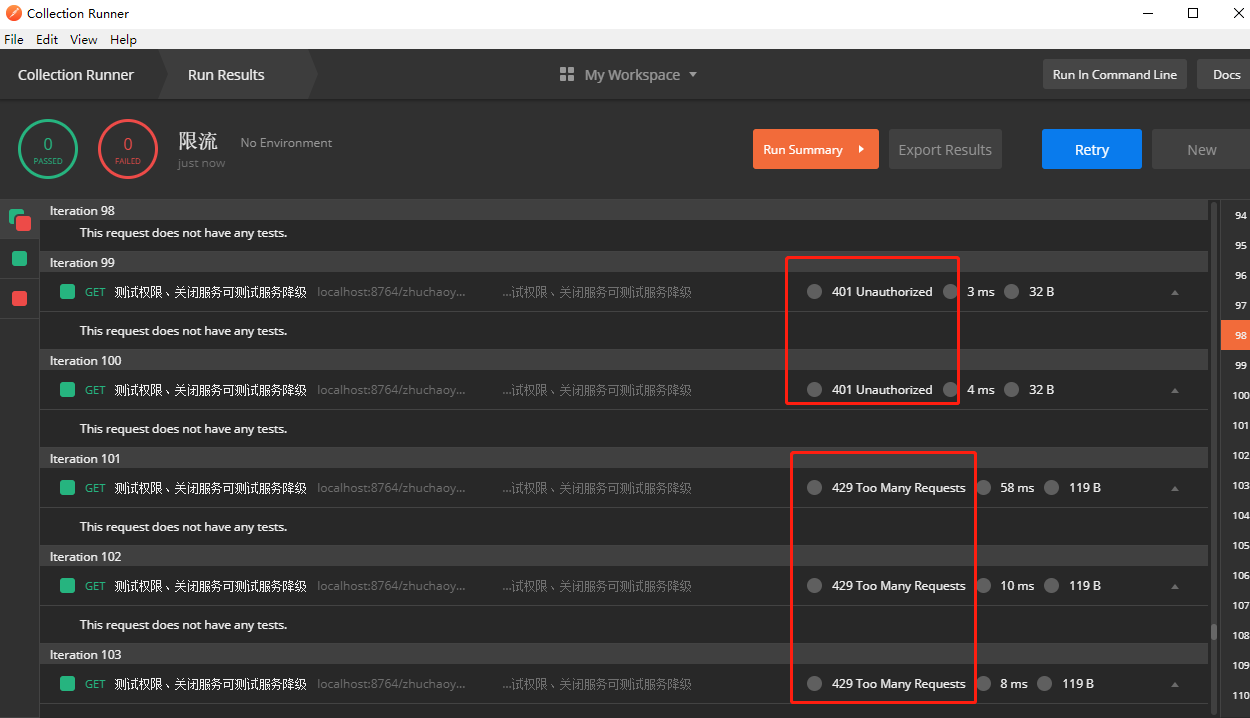 Collection Runner
File Edit View Help
Collection Runner Run Results My Workspace Run In Command Line Docs
0 PASSED
0 FAILED
限流 No Environment
just now
Run Summary Export Results Retry New
Iteration 98
This request does not have any tests.
Iteration 99
GET 测试权限、关闭服务可测试服务降级 localhost:8764/zhuchaoy... ...试权限、关闭服务可测试服务降级 401 Unauthorized 3 ms 32 B
This request does not have any tests.
Iteration 100
GET 测试权限、关闭服务可测试服务降级 localhost:8764/zhuchaoy... ...试权限、关闭服务可测试服务降级 401 Unauthorized 4 ms 32 B
This request does not have any tests.
Iteration 101
GET 测试权限、关闭服务可测试服务降级 localhost:8764/zhuchaoy... ...试权限、关闭服务可测试服务降级 429 Too Many Requests 58 ms 119 B
This request does not have any tests.
Iteration 102
GET 测试权限、关闭服务可测试服务降级 localhost:8764/zhuchaoy... ...试权限、关闭服务可测试服务降级 429 Too Many Requests 10 ms 119 B
This request does not have any tests.
Iteration 103
GET 测试权限、关闭服务可测试服务降级 localhost:8764/zhuchaoy... ...试权限、关闭服务可测试服务降级 429 Too Many Requests 8 ms 119 B
94
95
96
97
98
99
100
101
102
103
104
105
106
107
108
109
110